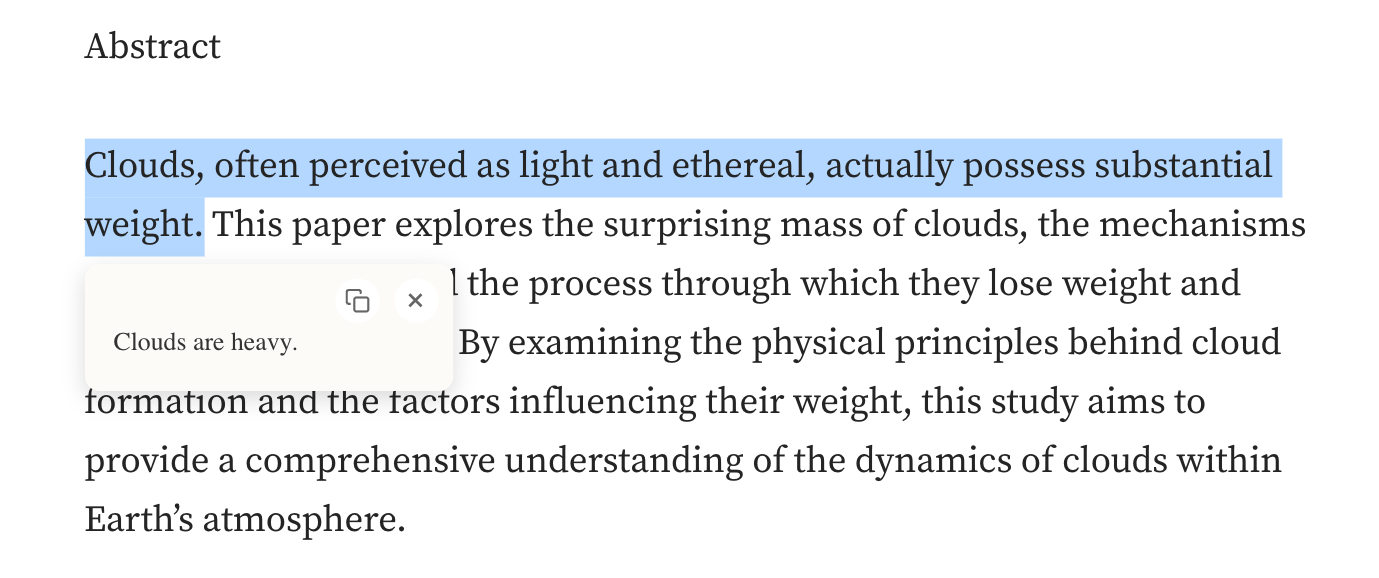 Abstract
Clouds, often perceived as light and ethereal, actually possess substantial
weight. This paper explores the surprising mass of clouds, the mechanisms
the process through which they lose weight and
Clouds are heavy.
By examining the physical principles behind cloud
formation and the factors influencing their weight, this study aims to
provide a comprehensive understanding of the dynamics of clouds within
Earth’s atmosphere.